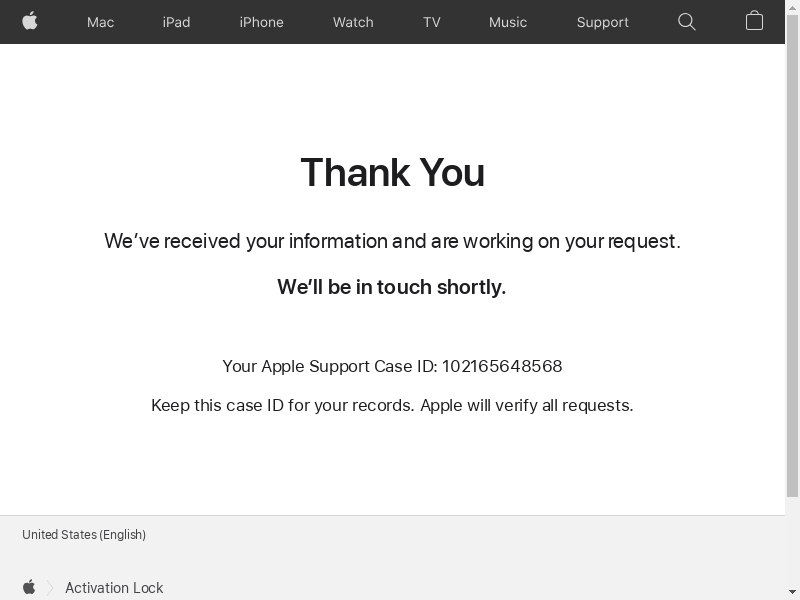 Mac iPad iPhone Watch TV Music Support
Thank You
We’ve received your information and are working on your request.
We’ll be in touch shortly.
Your Apple Support Case ID: 102165648568
Keep this case ID for your records. Apple will verify all requests.
United States (English)
Activation Lock